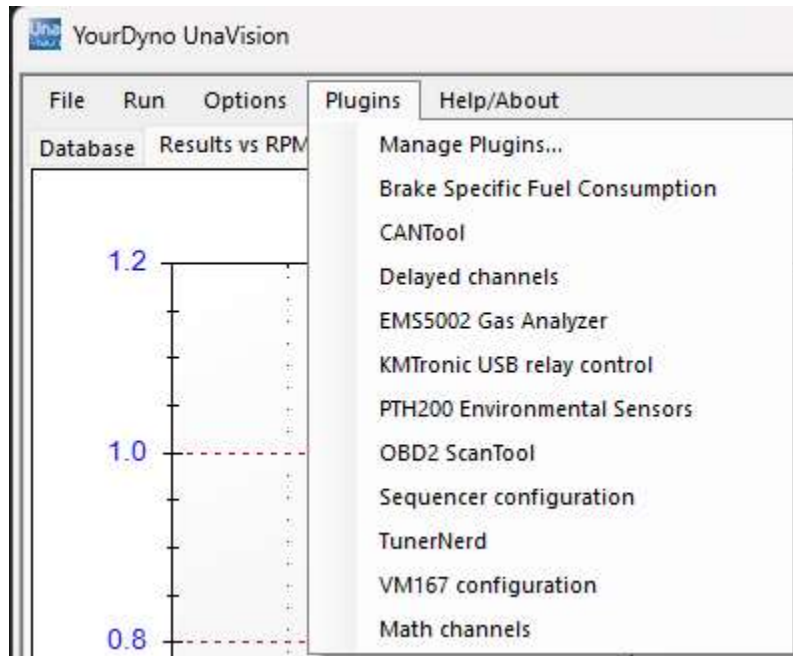 YourDyno UnaVision
File Run Options Plugins Help/About
Database Results vs RPM
Manage Plugins...
Brake Specific Fuel Consumption
CANTool
Delayed channels
EMS5002 Gas Analyzer
KMTronic USB relay control
PTH200 Environmental Sensors
OBD2 ScanTool
Sequencer configuration
TunerNerd
VM167 configuration
Math channels
1.2
1.0
0.8